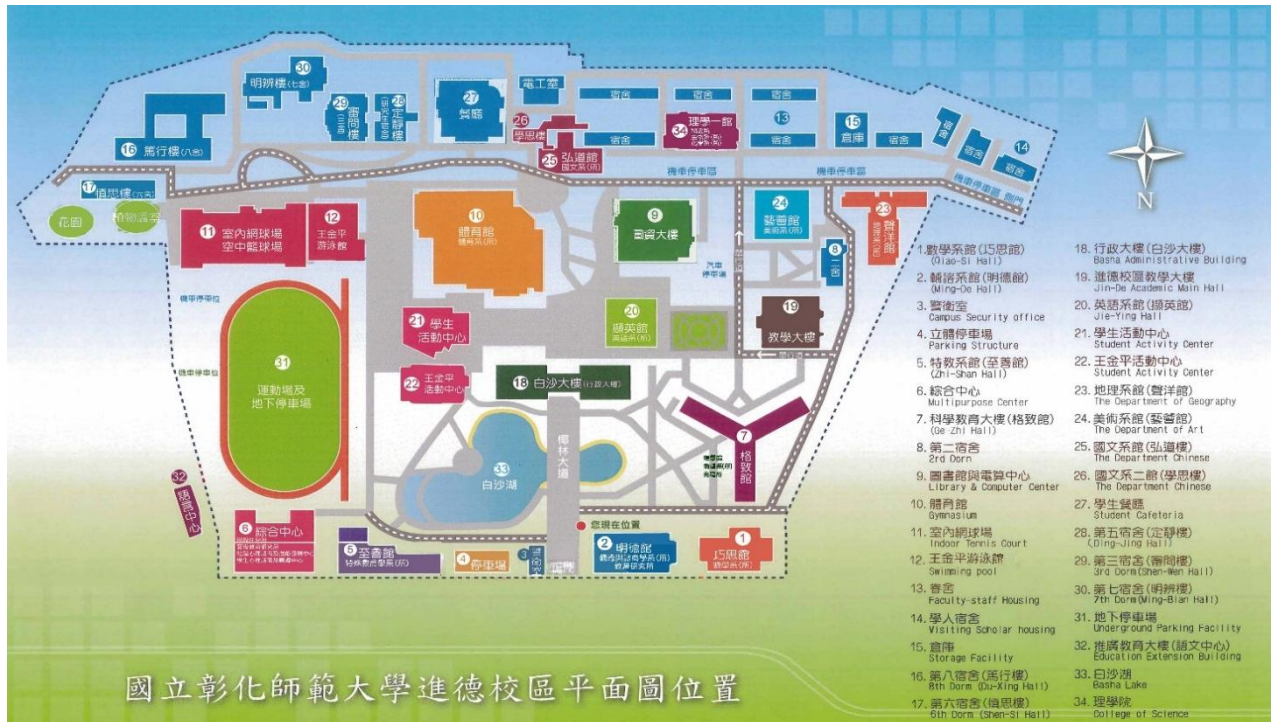 30
明辨樓(七舍)
29
審問樓
(三舍)
28
定靜樓
27
餐廳
電工室
宿舍
宿舍
宿舍
26
學思樓
25
弘道館
國文系(所)
宿舍
34
理學一館
13
宿舍
15
倉庫
宿舍
宿舍
宿舍
14
宿舍
16
篤行樓(八舍)
17
慎思樓(六舍)
花園
機車停車區
機車停車區
機車停車區
側門
11
室內網球場
空中籃球場
12
王金平
游泳館
10
體育館
體育系(所)
9
圖資大樓
24
藝薈館
美術系(所)
23
聲洋館
8
二舍
汽車
停車場
N
機車停車位
機車停車位
31
運動場及
地下停車場
21
學生
活動中心
20
擷英館
英語系(所)
19
教學大樓
22
王金平
活動中心
18
白沙大樓(行政大樓)
椰林大道
7
格致館
33
白沙湖
32
語言中心
您現在位置
6
綜合中心
5
至善館
特殊教育學系(所)
4
停車場
3
2
明德館
輔導與諮商學系(所)
1
巧思館
數學系(所)
1.數學系館(巧思館)
(Qiao-Si Hall)
2.輔諮系館(明德館)
(Ming-De Hall)
3.警衛室
Campus Security office
4.立體停車場
Parking Structure
5.特教系館(至善館)
(Zhi-Shan Hall)
6.綜合中心
Multipurpose Center
7.科學教育大樓(格致館)
(Ge Zhi Hall)
8.第二宿舍
2rd Dorn
9.圖書館與電算中心
Library & Computer Center
10.體育館
Gymnasium
11.室內網球場
Indoor Tennis Court
12.王金平游泳館
Swimming pool
13.眷舍
Faculty-staff Housing
14.學人宿舍
Visiting Scholar housing
15.倉庫
Storage Facility
16.第八宿舍(篤行樓)
8th Dorm (Du-Xing Hall)
17.第六宿舍(慎思樓)
6th Dorm (Shen-Si Hall)
18.行政大樓(白沙大樓)
Basha Administrative Building
19.進德校區教學大樓
Jin-De Academic Main Hall
20.英語系館(擷英館)
Jie-Ying Hall
21.學生活動中心
Student Activity Center
22.王金平活動中心
Student Activity Center
23.地理系館(聲洋館)
The Department of Geography
24.美術系館(藝薈館)
The Department of Art
25.國文系館(弘道樓)
The Department Chinese
26.國文系二館(學思樓)
The Department Chinese
27.學生餐廳
Student Cafeteria
28.第五宿舍(定靜樓)
(Ding-Jing Hall)
29.第三宿舍(審問樓)
3rd Dorm(Shen-Wen Hall)
30.第七宿舍(明辨樓)
7th Dorm(Ming-Bian Hall)
31.地下停車場
Underground Parking Facility
32.推廣教育大樓(語文中心)
Education Extension Building
33.白沙湖
Basha Lake
34.理學院
College of Science
國立彰化師範大學進德校區平面圖位置